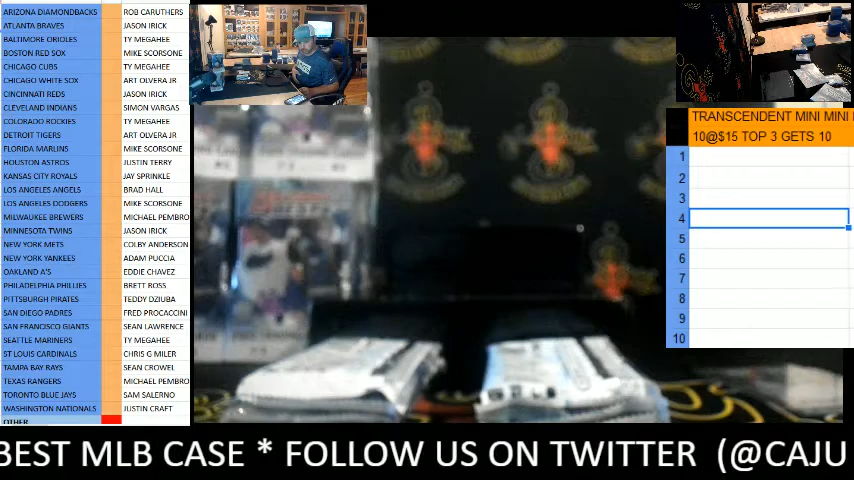 ARIZONA DIAMONDBACKS ROB CARUTHERS
ATLANTA BRAVES JASON IRICK
BALTIMORE ORIOLES TY MEGAHEE
BOSTON RED SOX MIKE SCORSONE
CHICAGO CUBS TY MEGAHEE
CHICAGO WHITE SOX ART OLVERA JR
CINCINNATI REDS JASON IRICK
CLEVELAND INDIANS SIMON VARGAS
COLORADO ROCKIES TY MEGAHEE
DETROIT TIGERS ART OLVERA JR
FLORIDA MARLINS MIKE SCORSONE
HOUSTON ASTROS JUSTIN TERRY
KANSAS CITY ROYALS JAY SPRINKLE
LOS ANGELES ANGELS BRAD HALL
LOS ANGELES DODGERS MIKE SCORSONE
MILWAUKEE BREWERS MICHAEL PEMBRO
MINNESOTA TWINS JASON IRICK
NEW YORK METS COLBY ANDERSON
NEW YORK YANKEES ADAM PUCCIA
OAKLAND A'S EDDIE CHAVEZ
PHILADELPHIA PHILLIES BRETT ROSS
PITTSBURGH PIRATES TEDDY DZIUBA
SAN DIEGO PADRES FRED PROCACCINI
SAN FRANCISCO GIANTS SEAN LAWRENCE
SEATTLE MARINERS TY MEGAHEE
ST LOUIS CARDINALS CHRIS G MILER
TAMPA BAY RAYS SEAN CROWEL
TEXAS RANGERS MICHAEL PEMBRO
TORONTO BLUE JAYS SAM SALERNO
WASHINGTON NATIONALS JUSTIN CRAFT
OTHER
TRANSCENDENT MINI MINI
10@$15 TOP 3 GETS 10
1
2
3
4
5
6
7
8
9
10
BEST MLB CASE * FOLLOW US ON TWITTER (@CAJU